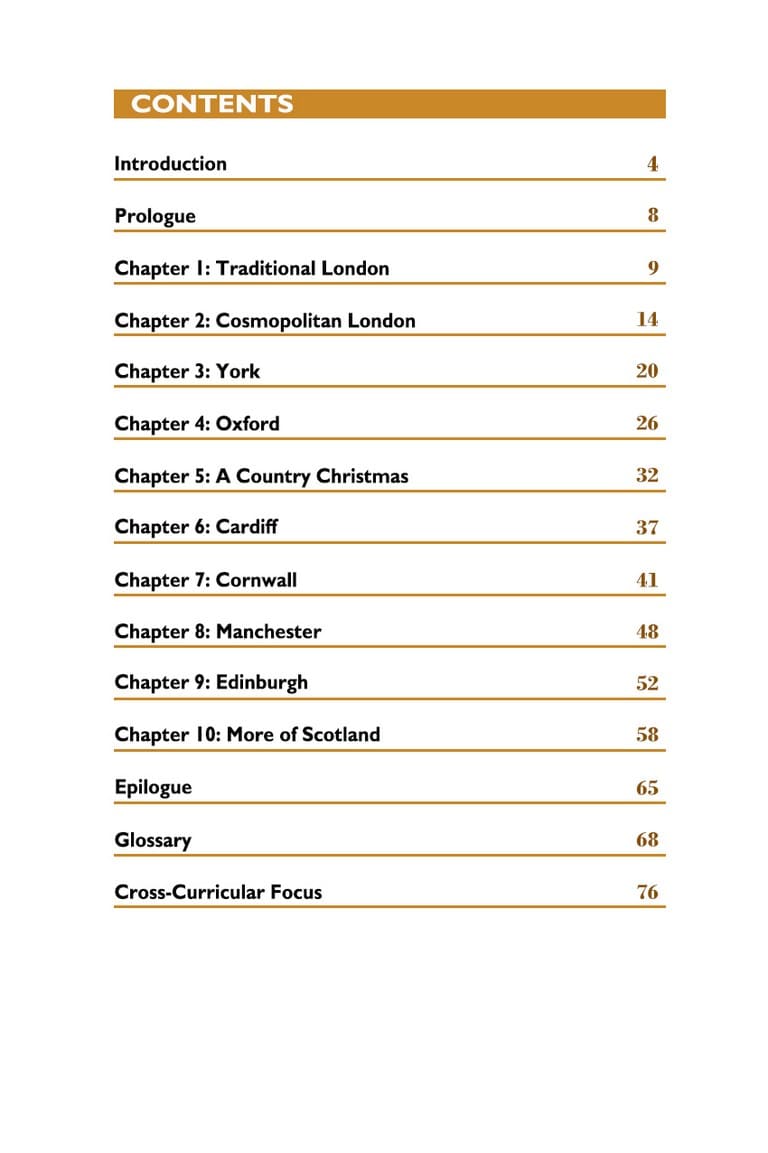 CONTENTS
Introduction 4
Prologue 8
Chapter 1: Traditional London 9
Chapter 2: Cosmopolitan London 14
Chapter 3: York 20
Chapter 4: Oxford 26
Chapter 5: A Country Christmas 32
Chapter 6: Cardiff 37
Chapter 7: Cornwall 41
Chapter 8: Manchester 48
Chapter 9: Edinburgh 52
Chapter 10: More of Scotland 58
Epilogue 65
Glossary 68
Cross-Curricular Focus 76